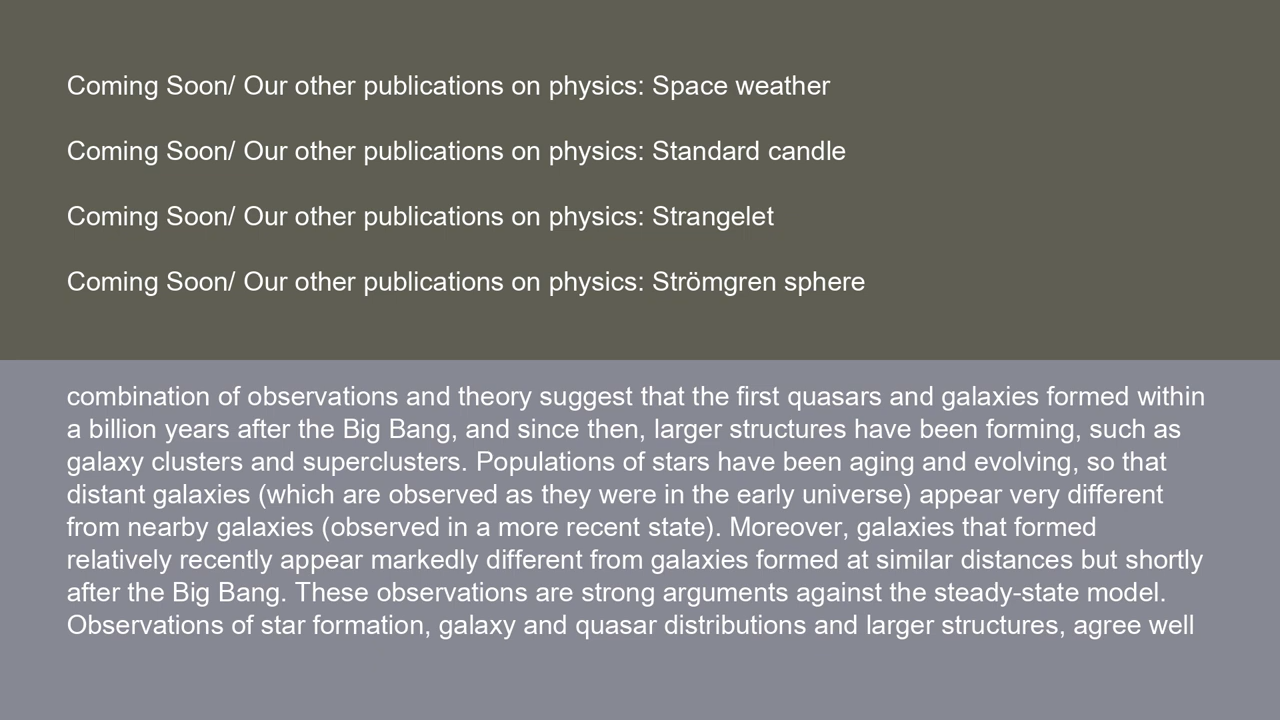 Coming Soon/ Our other publications on physics: Space weather
Coming Soon/ Our other publications on physics: Standard candle
Coming Soon/ Our other publications on physics: Strangelet
Coming Soon/ Our other publications on physics: Strömgren sphere
combination of observations and theory suggest that the first quasars and galaxies formed within
a billion years after the Big Bang, and since then, larger structures have been forming, such as
galaxy clusters and superclusters. Populations of stars have been aging and evolving, so that
distant galaxies (which are observed as they were in the early universe) appear very different
from nearby galaxies (observed in a more recent state). Moreover, galaxies that formed
relatively recently appear markedly different from galaxies formed at similar distances but shortly
after the Big Bang. These observations are strong arguments against the steady-state model.
Observations of star formation, galaxy and quasar distributions and larger structures, agree well